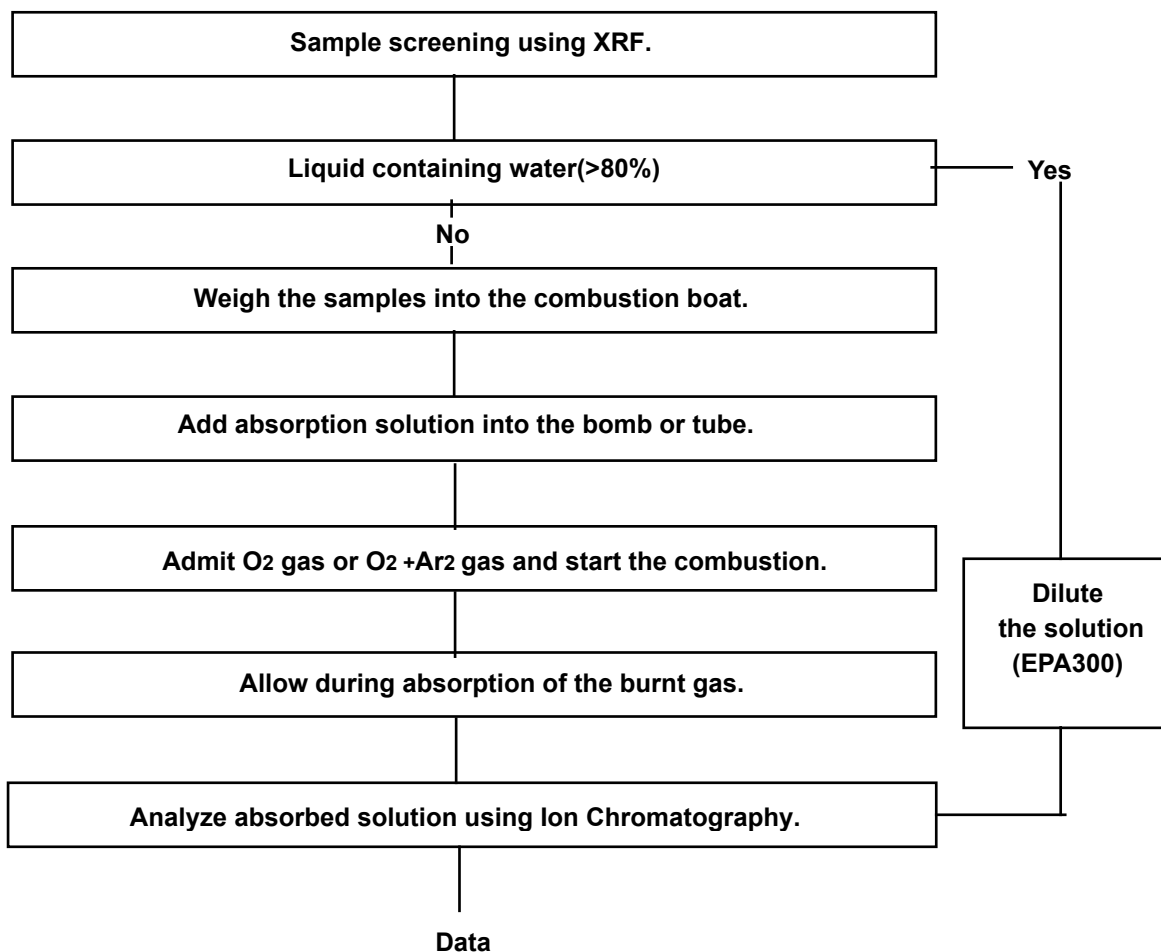 Sample screening using XRF.
Liquid containing water(>80%)
Yes
No
Weigh the samples into the combustion boat.
Add absorption solution into the bomb or tube.
Admit O2 gas or O2 +Ar2 gas and start the combustion.
Dilute
the solution
(EPA300)
Allow during absorption of the burnt gas.
Analyze absorbed solution using Ion Chromatography.
Data